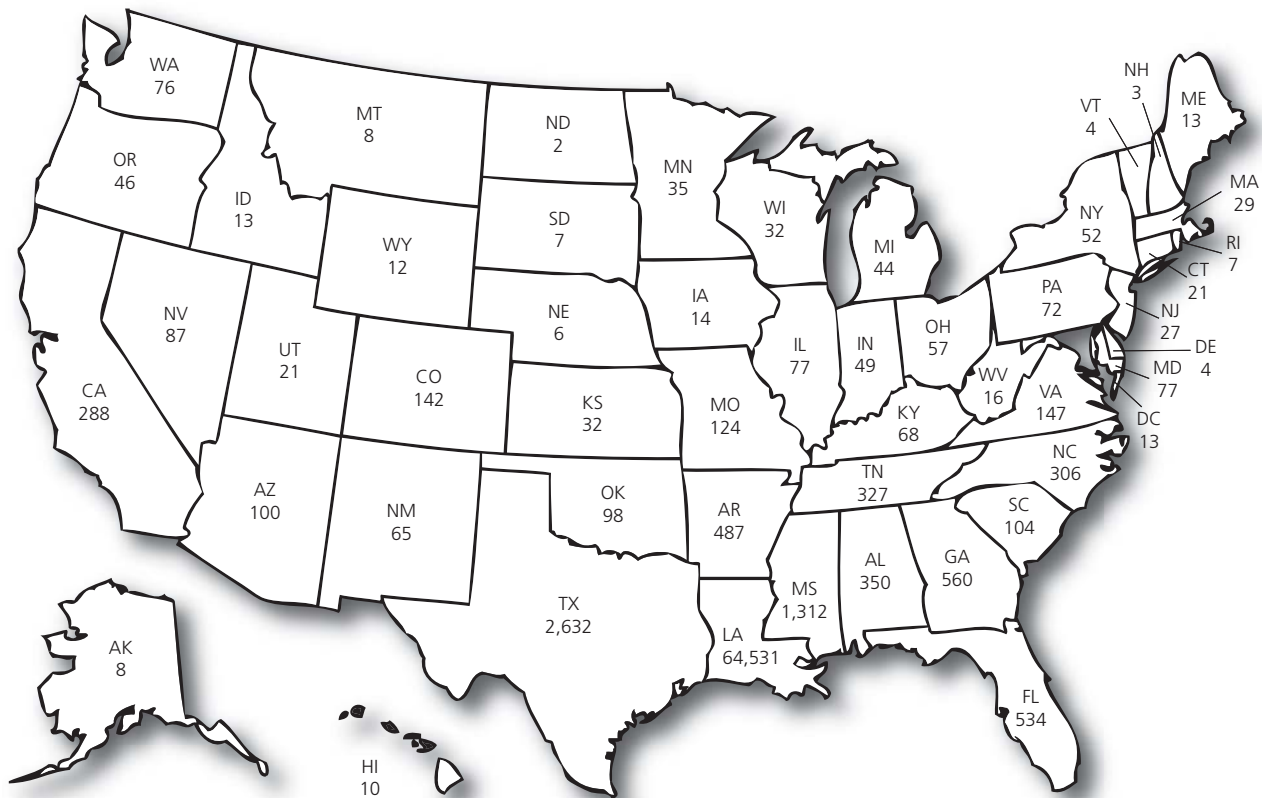 WA
76
OR
46
CA
288
NV
87
ID
13
MT
8
WY
12
UT
21
AZ
100
CO
142
NM
65
ND
2
SD
7
NE
6
KS
32
OK
98
TX
2,632
MN
35
IA
14
MO
124
AR
487
LA
64,531
WI
32
IL
77
MS
1,312
MI
44
IN
49
OH
57
KY
68
TN
327
AL
350
GA
560
FL
534
SC
104
NC
306
VA
147
WV
16
PA
72
NY
52
VT
4
NH
3
ME
13
MA
29
RI
7
CT
21
NJ
27
DE
4
MD
77
DC
13
AK
8
HI
10